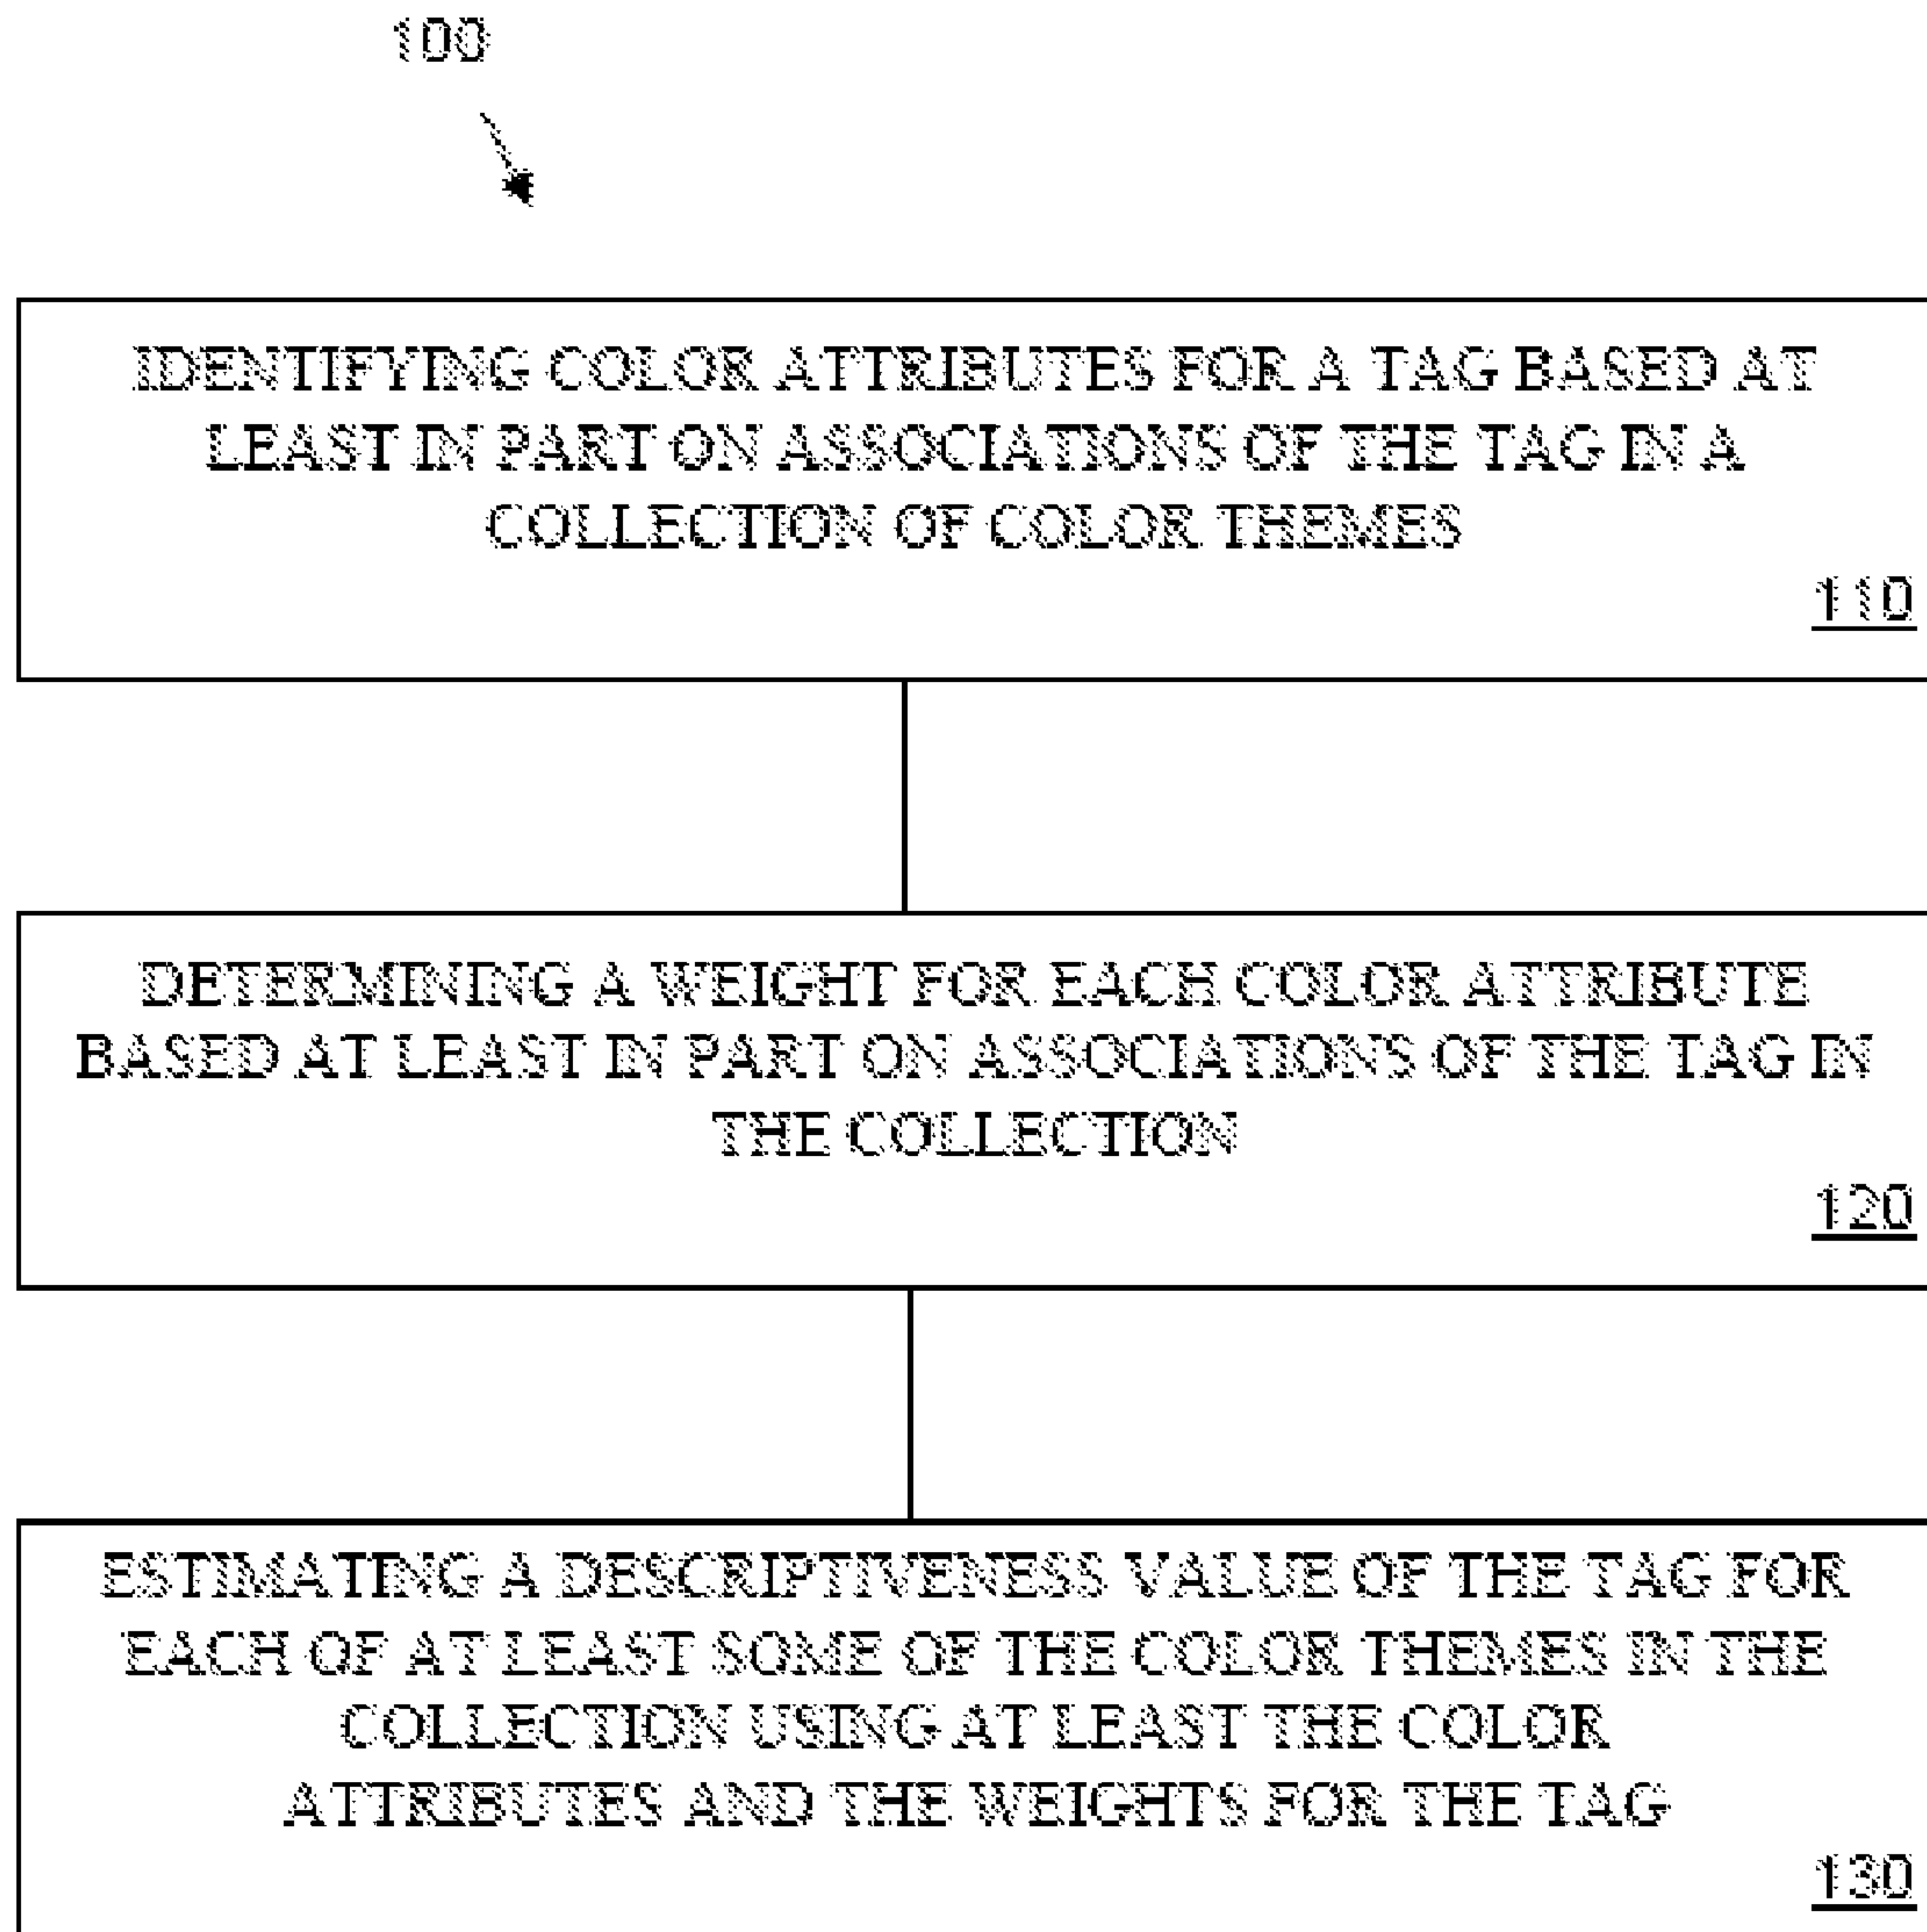 100
IDENTIFYING COLOR ATTRIBUTES FOR A TAG BASED AT
LEAST IN PART ON ASSOCIATIONS OF THE TAG IN A
COLLECTION OF COLOR THEMES
110
DETERMINING A WEIGHT FOR EACH COLOR ATTRIBUTE
BASED AT LEAST IN PART ON ASSOCIATIONS OF THE TAG IN
THE COLLECTION
120
ESTIMATING A DESCRIPTIVENESS VALUE OF THE TAG FOR
EACH OF AT LEAST SOME OF THE COLOR THEMES IN THE
COLLECTION USING AT LEAST THE COLOR
ATTRIBUTES AND THE WEIGHTS FOR THE TAG
130